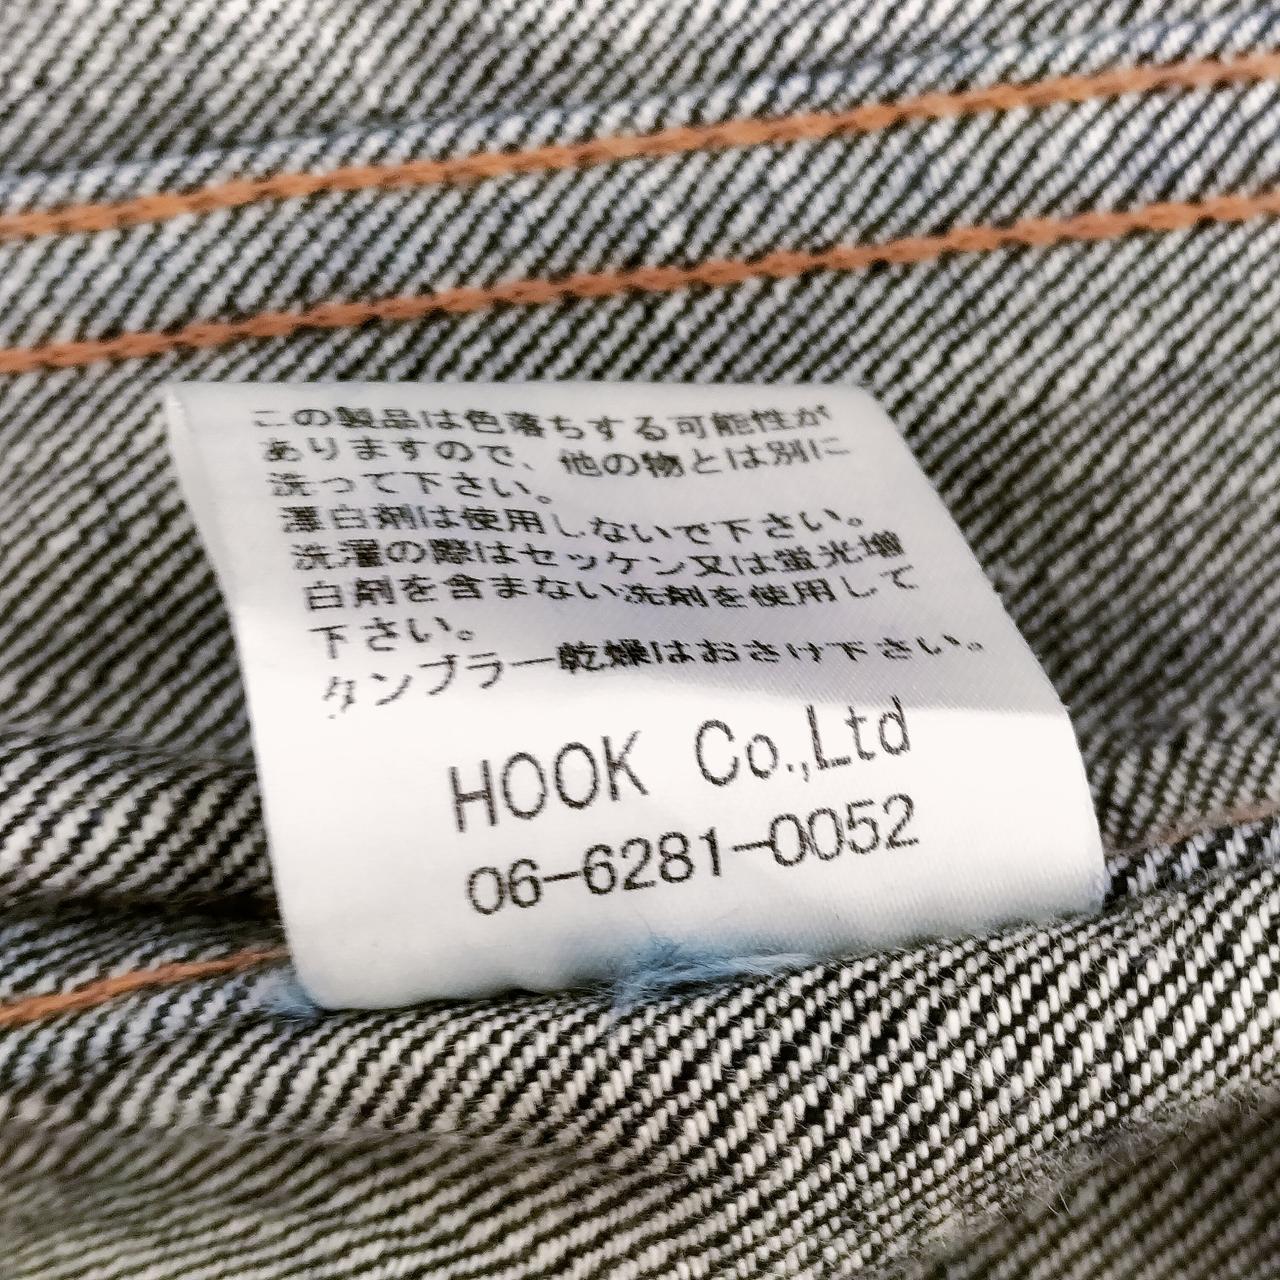 この製品は色落ちする可能性が
ありますので、他の物とは別に
洗って下さい。
漂白剤は使用しないで下さい。
洗濯の際はセッケン又は蛍光増
白剤を含まない洗剤を使用して
下さい。
タンブラー乾燥はおさけ下さい。
HOOK Co.,Ltd
06-6281-0052